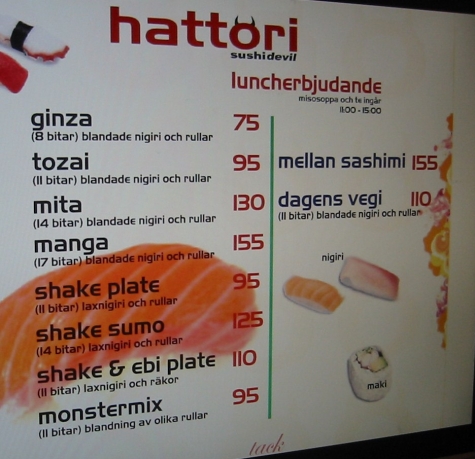 hattori
sushidevil
luncherbjudande
misosoppa och te ingår
11:00 - 15:00
ginza 75
(8 bitar) blandade nigiri och rullar
tozai 95
(11 bitar) blandade nigiri och rullar
mita 130
(14 bitar) blandade nigiri och rullar
manga 155
(17 bitar) blandade nigiri och rullar
shake plate 95
(11 bitar) laxnigiri och rullar
shake sumo 125
(14 bitar) laxnigiri och rullar
shake & ebi plate 110
(11 bitar) laxnigiri och räkor
monstermix 95
(11 bitar) blandning av olika rullar
mellan sashimi 155
dagens vegi 110
(11 bitar) blandade nigiri och rullar
nigiri
maki
tack